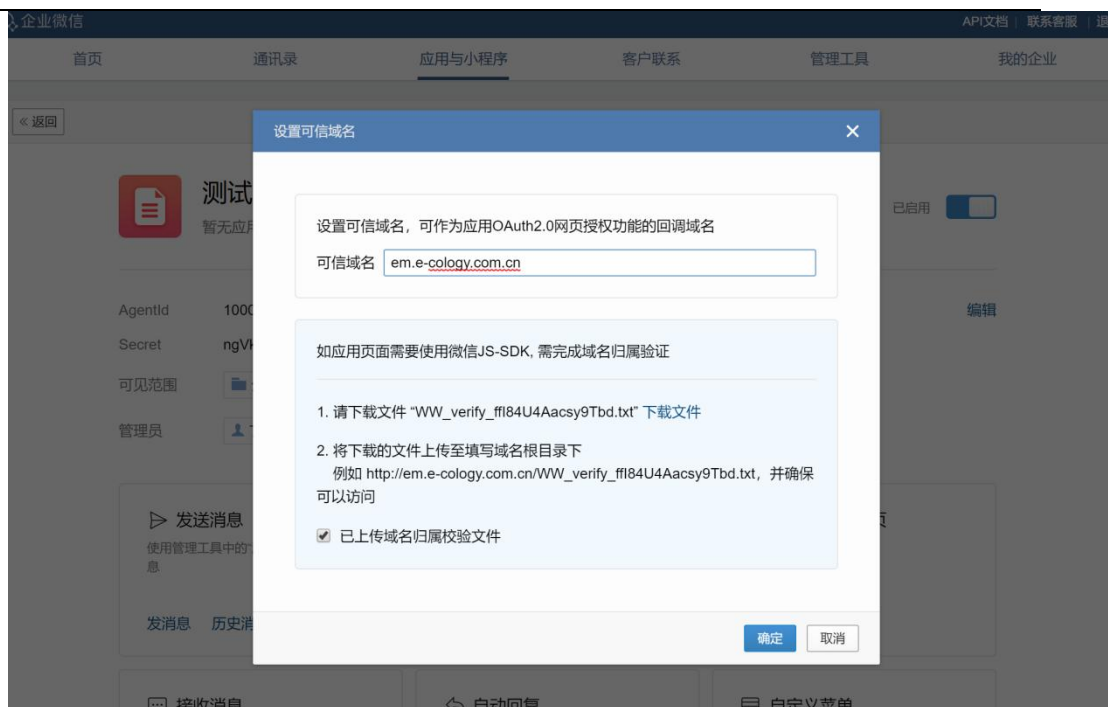 企业微信
API文档 | 联系客服 | 退
首页 通讯录 应用与小程序 客户联系 管理工具 我的企业
« 返回
设置可信域名
测试
已启用
暂无应用
设置可信域名，可作为应用OAuth2.0网页授权功能的回调域名
可信域名 em.e-cology.com.cn
AgentId 1000
编辑
Secret ngVH
如应用页面需要使用微信JS-SDK, 需完成域名归属验证
可见范围
1. 请下载文件 “WW_verify_ffI84U4Aacsy9Tbd.txt” 下载文件
管理员
2. 将下载的文件上传至填写域名根目录下
例如 http://em.e-cology.com.cn/WW_verify_ffI84U4Aacsy9Tbd.txt，并确保
可以访问
发送消息
使用管理工具中的“
息
已上传域名归属校验文件
发消息 历史消
确定 取消
接收消息 自动回复 自定义菜单